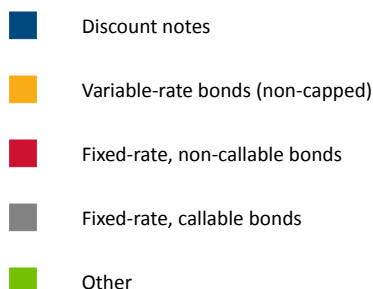 Discount notes
Variable-rate bonds (non-capped)
Fixed-rate, non-callable bonds
Fixed-rate, callable bonds
Other